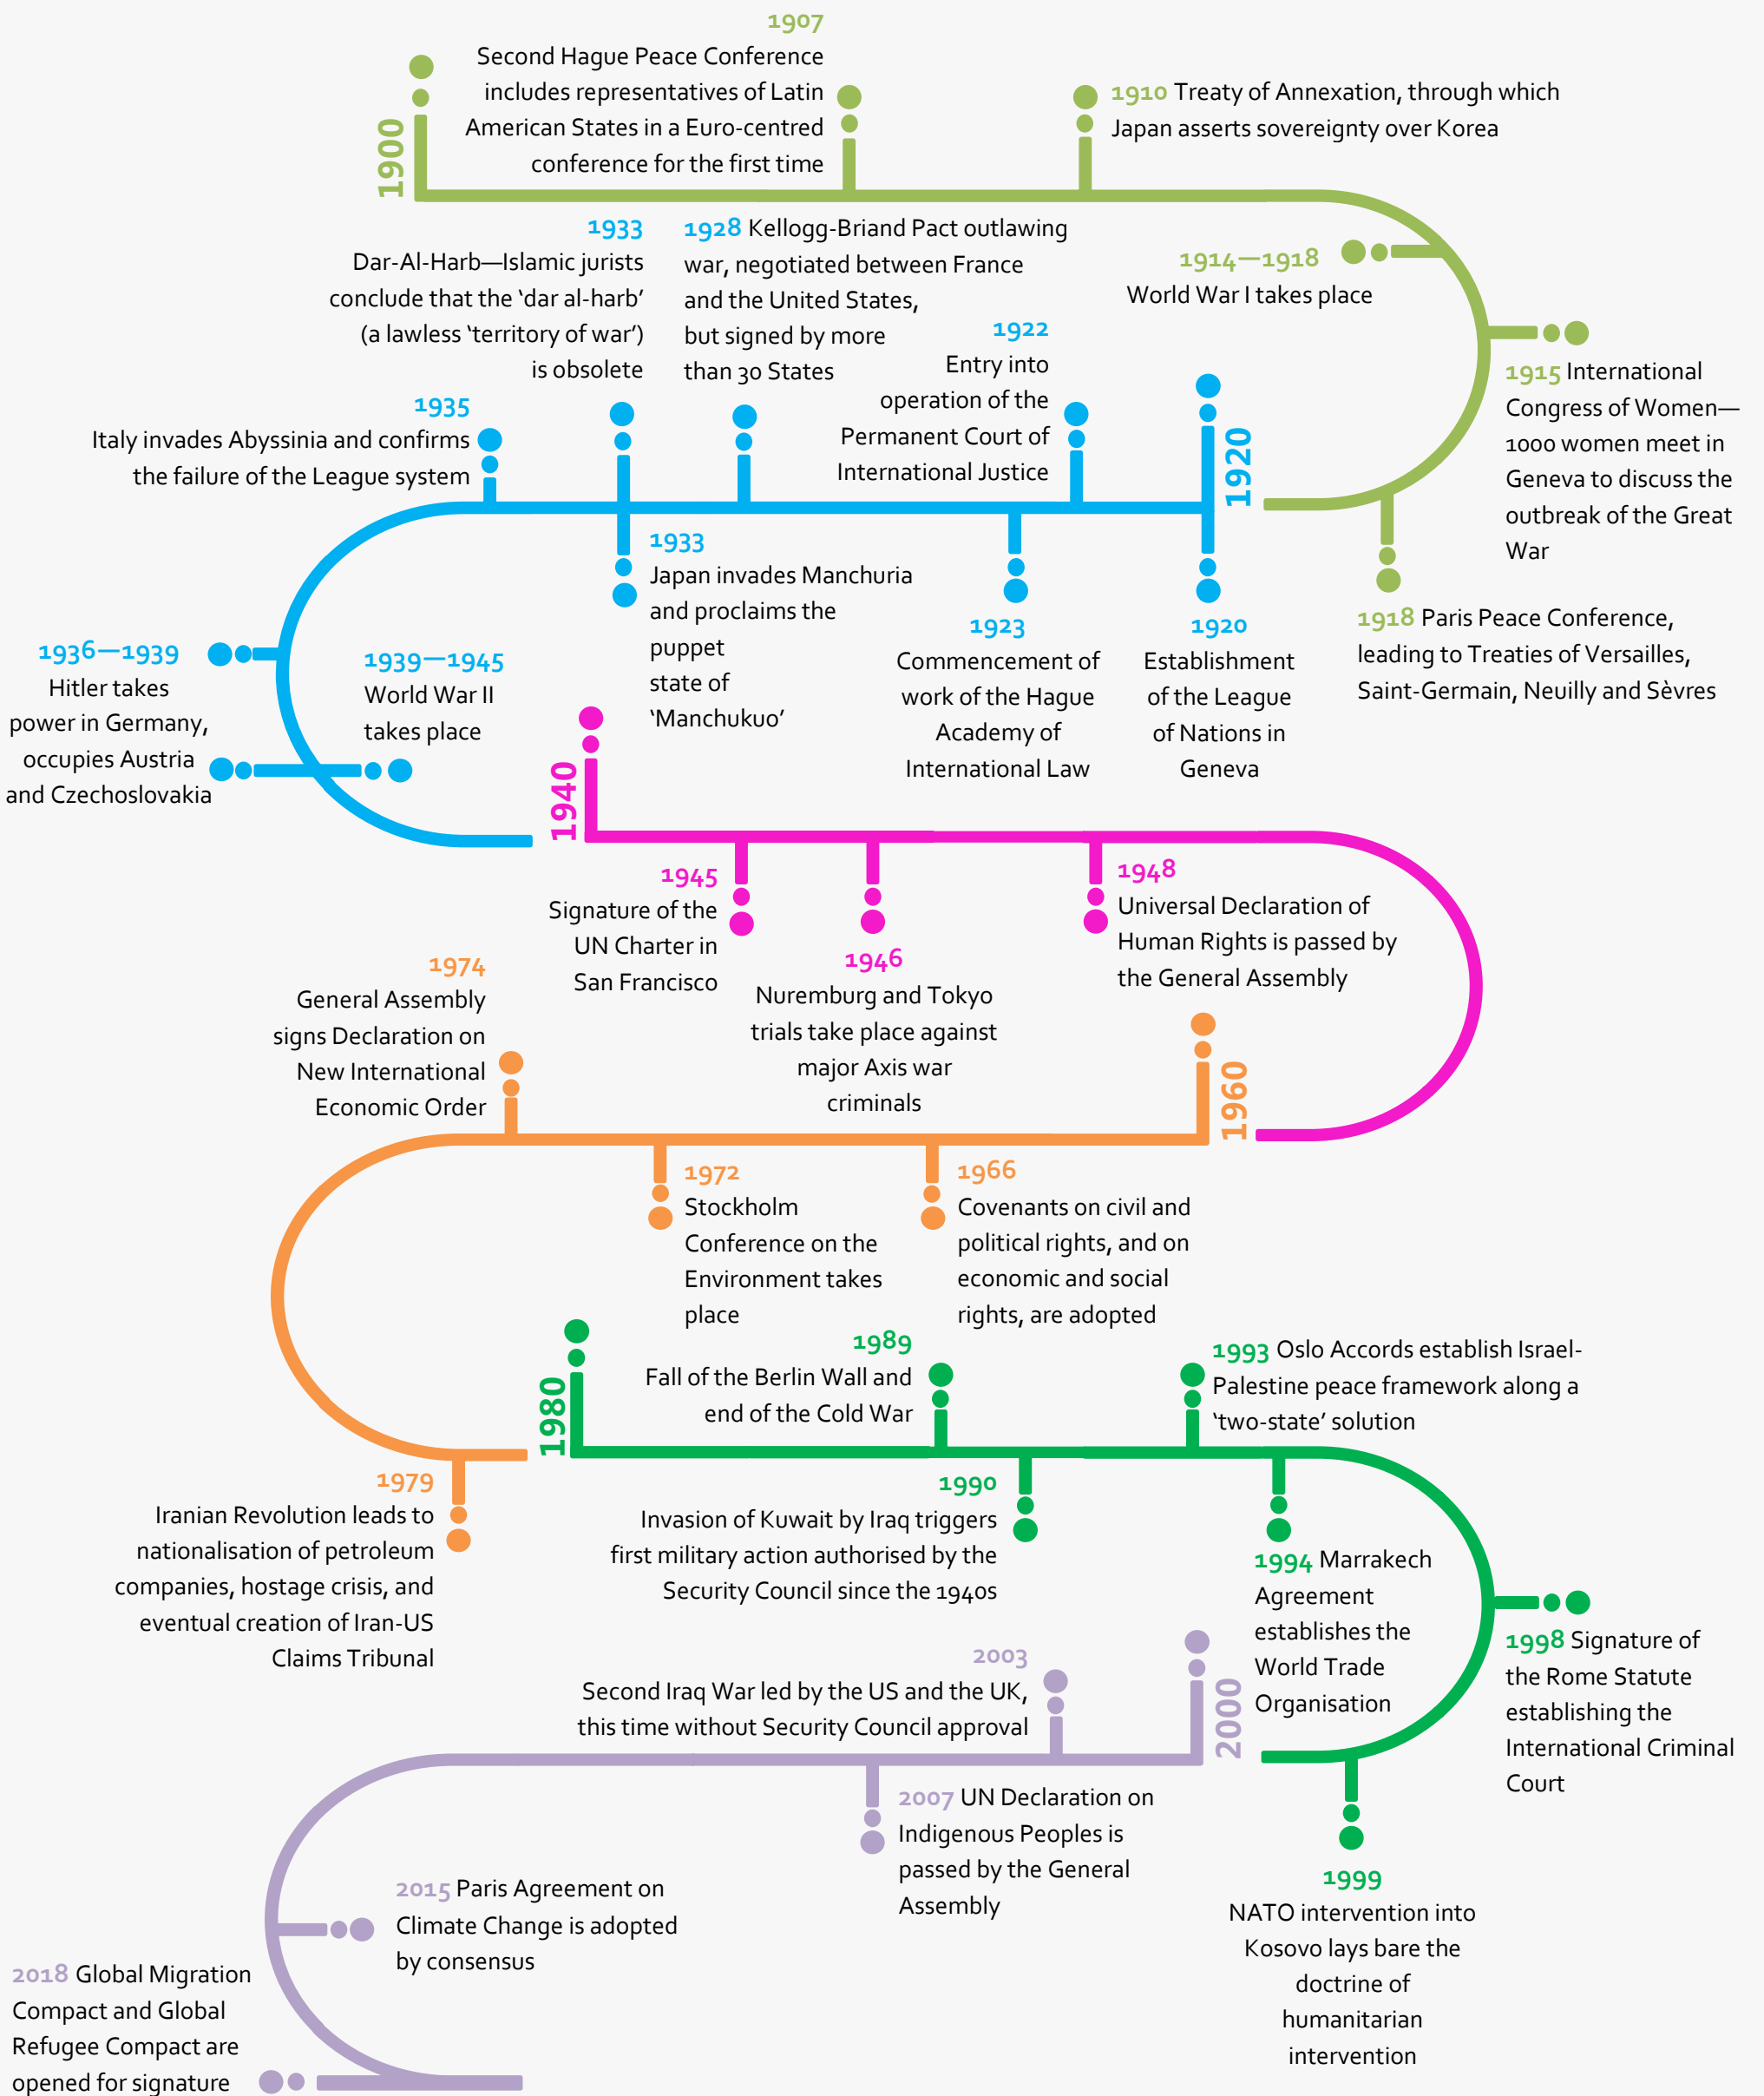 1900
1907
Second Hague Peace Conference
includes representatives of Latin
American States in a Euro-centred
conference for the first time
1910 Treaty of Annexation, through which
Japan asserts sovereignty over Korea
1914—1918
World War I takes place
1915 International
Congress of Women—
1000 women meet in
Geneva to discuss the
outbreak of the Great
War
1918 Paris Peace Conference,
leading to Treaties of Versailles,
Saint-Germain, Neuilly and Sèvres
1920
1920
Establishment
of the League
of Nations in
Geneva
1922
Entry into
operation of the
Permanent Court of
International Justice
1923
Commencement of
work of the Hague
Academy of
International Law
1928 Kellogg-Briand Pact outlawing
war, negotiated between France
and the United States,
but signed by more
than 30 States
1933
Dar-Al-Harb—Islamic jurists
conclude that the ‘dar al-harb’
(a lawless ‘territory of war’)
is obsolete
1933
Japan invades Manchuria
and proclaims the
puppet
state of
‘Manchukuo’
1935
Italy invades Abyssinia and confirms
the failure of the League system
1936—1939
Hitler takes
power in Germany,
occupies Austria
and Czechoslovakia
1939—1945
World War II
takes place
1940
1945
Signature of the
UN Charter in
San Francisco
1946
Nuremburg and Tokyo
trials take place against
major Axis war
criminals
1948
Universal Declaration of
Human Rights is passed by
the General Assembly
1960
1966
Covenants on civil and
political rights, and on
economic and social
rights, are adopted
1972
Stockholm
Conference on the
Environment takes
place
1974
General Assembly
signs Declaration on
New International
Economic Order
1979
Iranian Revolution leads to
nationalisation of petroleum
companies, hostage crisis, and
eventual creation of Iran-US
Claims Tribunal
1980
1989
Fall of the Berlin Wall and
end of the Cold War
1990
Invasion of Kuwait by Iraq triggers
first military action authorised by the
Security Council since the 1940s
1993 Oslo Accords establish Israel-
Palestine peace framework along a
‘two-state’ solution
1994 Marrakech
Agreement
establishes the
World Trade
Organisation
1998 Signature of
the Rome Statute
establishing the
International Criminal
Court
1999
NATO intervention into
Kosovo lays bare the
doctrine of
humanitarian
intervention
2000
2003
Second Iraq War led by the US and the UK,
this time without Security Council approval
2007 UN Declaration on
Indigenous Peoples is
passed by the General
Assembly
2015 Paris Agreement on
Climate Change is adopted
by consensus
2018 Global Migration
Compact and Global
Refugee Compact are
opened for signature